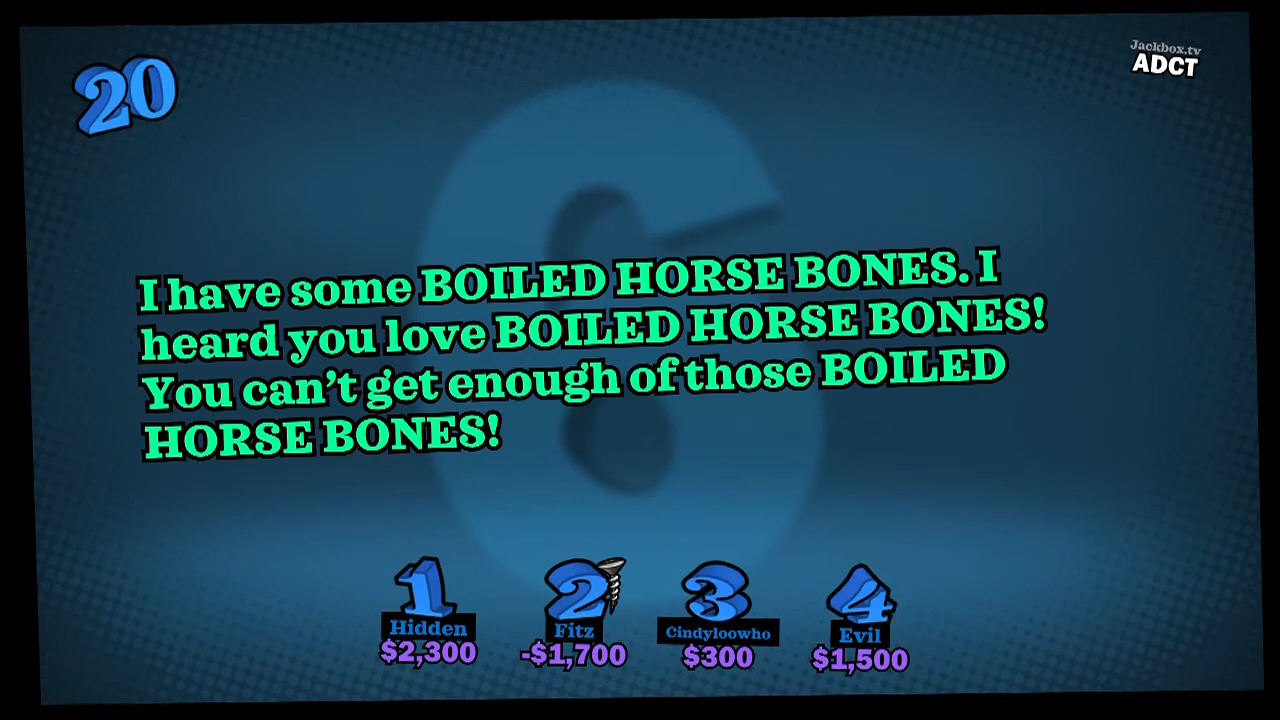 20
Jackbox.tv
ADCT
I have some BOILED HORSE BONES. I
heard you love BOILED HORSE BONES!
You can't get enough of those BOILED
HORSE BONES!
6
1
2
3
4
Hidden
Fitz
Cindyloowho
Evil
$2,300
-$1,700
$300
$1,500